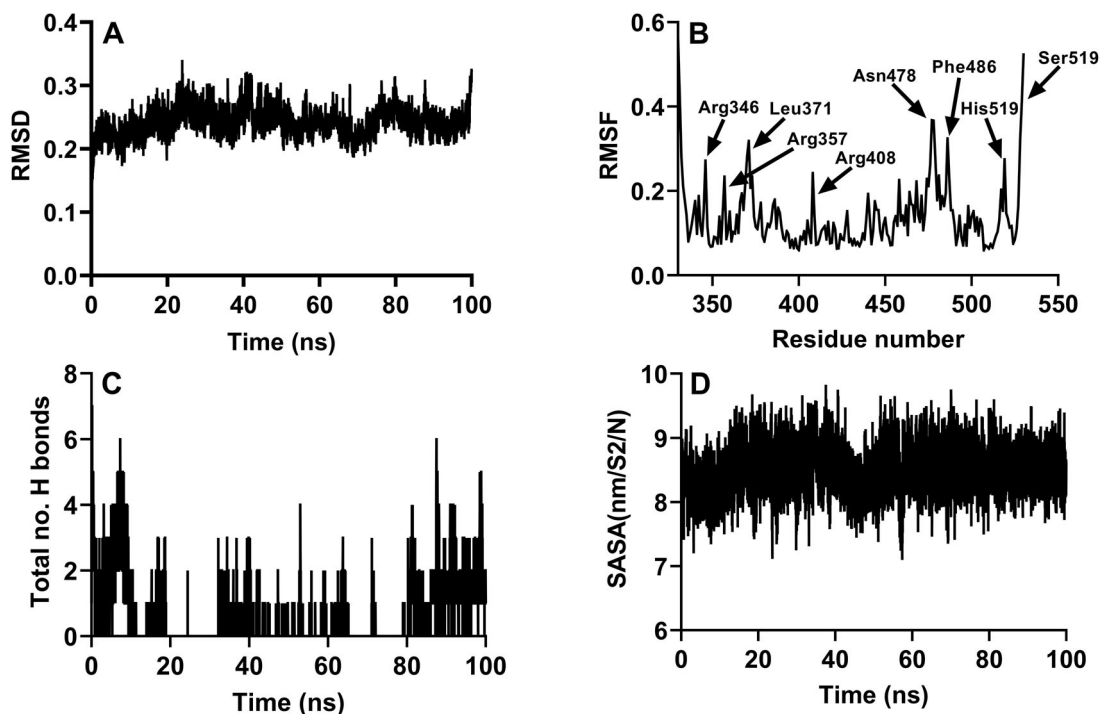 A
RMSD
0.4
0.3
0.2
0.1
0.0
0 20 40 60 80 100
Time (ns)
B
RMSF
0.6
0.4
0.2
0.0
Arg346
Leu371
Arg357
Arg408
Asn478
Phe486
His519
Ser519
350 400 450 500 550
Residue number
C
Total no. H bonds
8
6
4
2
0
0 20 40 60 80 100
Time (ns)
D
SASA(nm/S2/N)
10
9
8
7
6
0 20 40 60 80 100
Time (ns)